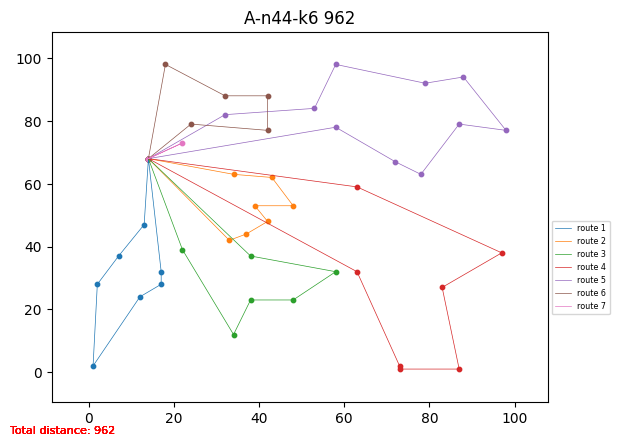 A-n44-k6 962
100
80
60
40
20
0
0 20 40 60 80 100
route 1
route 2
route 3
route 4
route 5
route 6
route 7
Total distance: 962